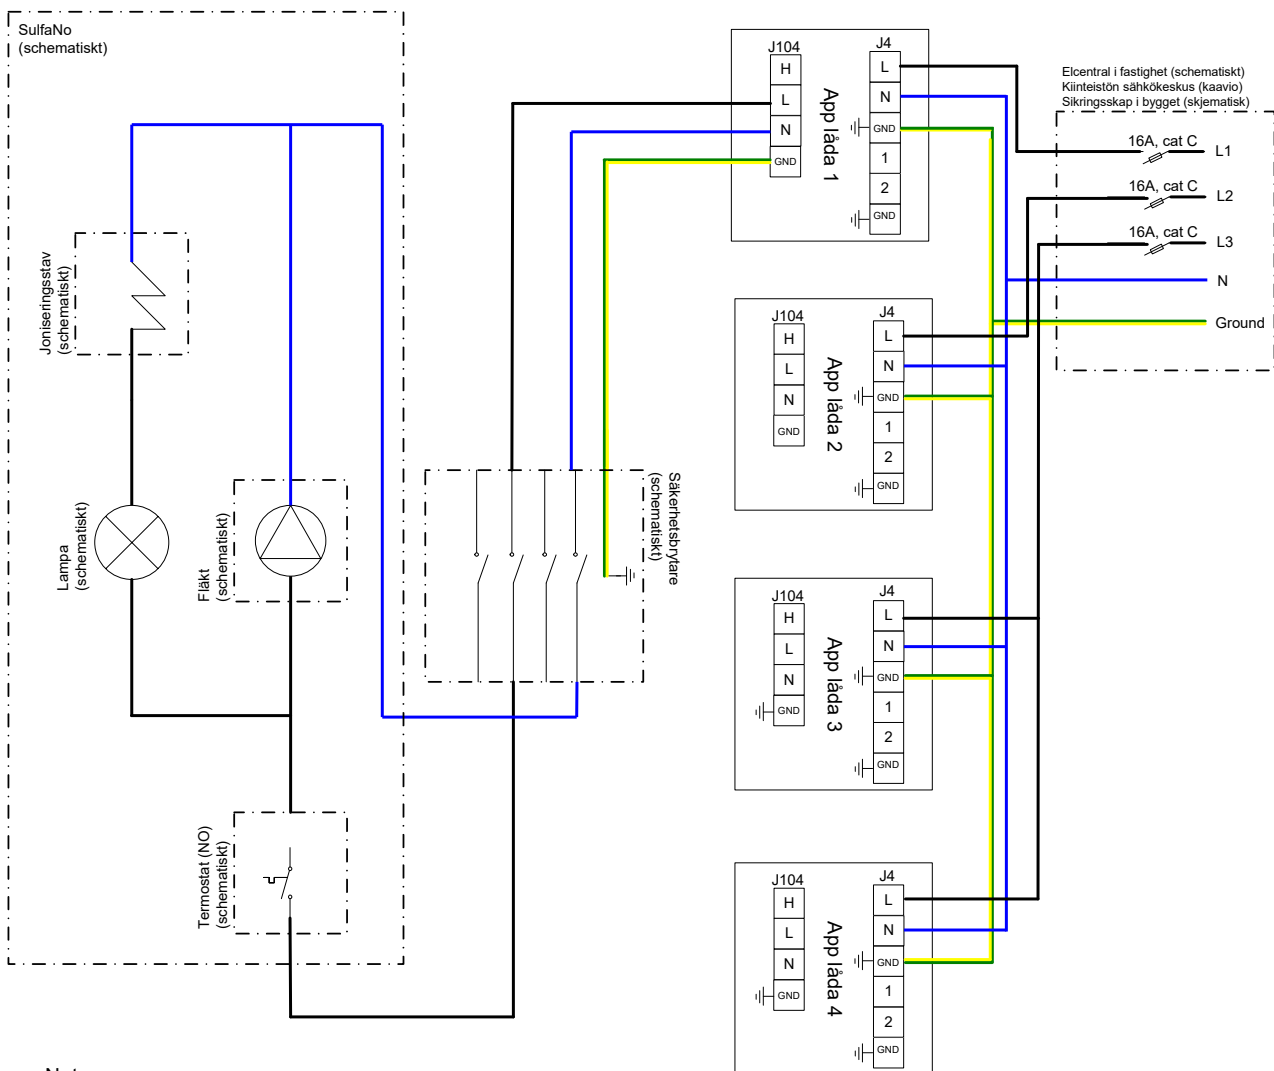 SulfaNo
(schematiskt)
Joniseringsstav
(schematiskt)
Lampa
(schematiskt)
Fläkt
(schematiskt)
Termostat (NO)
(schematiskt)
Säkerhetsbrytare
(schematiskt)
J104
H
L
N
GND
App låda 1
J4
L
N
GND
1
2
GND
J104
H
L
N
GND
App låda 2
J4
L
N
GND
1
2
GND
J104
H
L
N
GND
App låda 3
J4
L
N
GND
1
2
GND
J104
H
L
N
GND
App låda 4
J4
L
N
GND
1
2
GND
Elcentral i fastighet (schematiskt)
Kiinteistön sähkökeskus (kaavio)
Sikringsskap i bygget (skjematisk)
16A, cat C L1
16A, cat C L2
16A, cat C L3
N
Ground